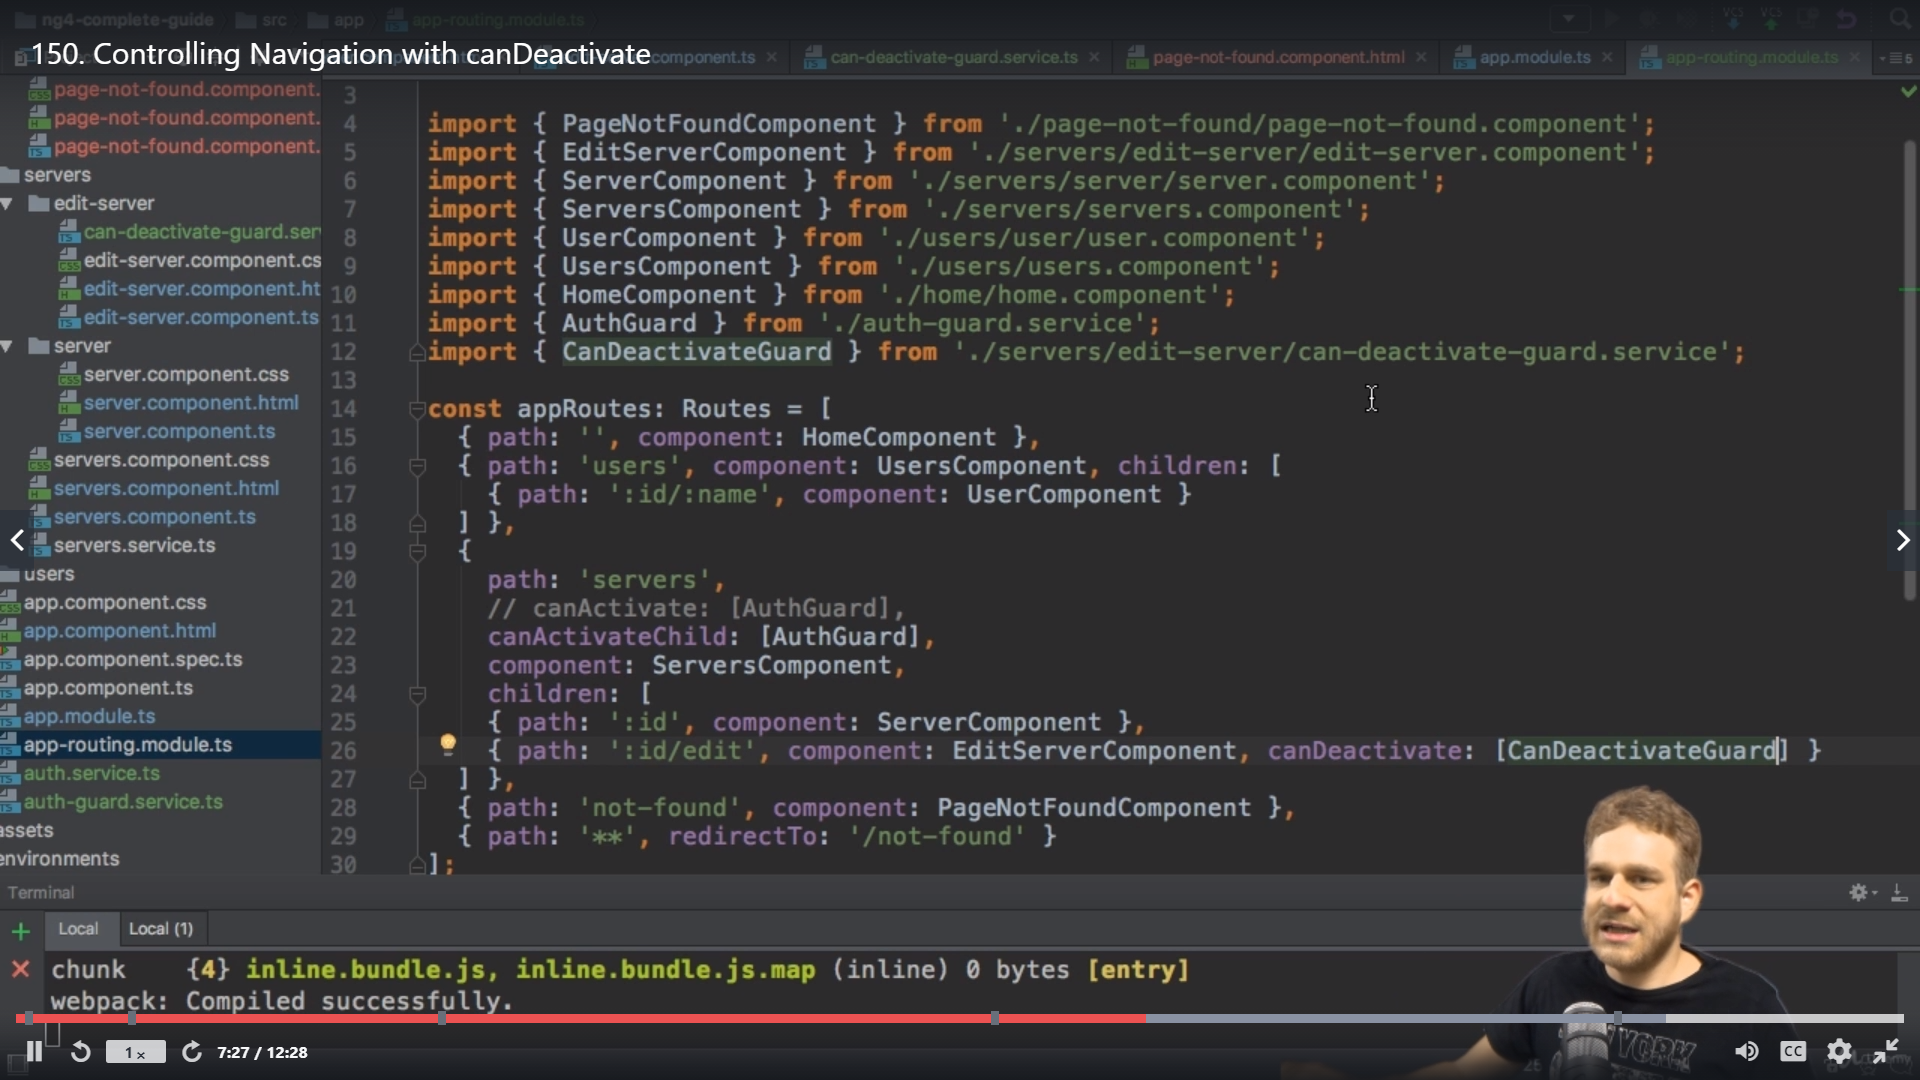 ng4-complete-guide src app app-routing.module.ts
150. Controlling Navigation with canDeactivate
component.ts can-deactivate-guard.service.ts page-not-found.component.html app.module.ts app-routing.module.ts 5
page-not-found.component.
page-not-found.component.
page-not-found.component.
servers
edit-server
can-deactivate-guard.ser
edit-server.component.cs
edit-server.component.ht
edit-server.component.ts
server
server.component.css
server.component.html
server.component.ts
servers.component.css
servers.component.html
servers.component.ts
servers.service.ts
users
app.component.css
app.component.html
app.component.spec.ts
app.component.ts
app.module.ts
app-routing.module.ts
auth.service.ts
auth-guard.service.ts
assets
environments
3
4 import { PageNotFoundComponent } from './page-not-found/page-not-found.component';
5 import { EditServerComponent } from './servers/edit-server/edit-server.component';
6 import { ServerComponent } from './servers/server/server.component';
7 import { ServersComponent } from './servers/servers.component';
8 import { UserComponent } from './users/user/user.component';
9 import { UsersComponent } from './users/users.component';
10 import { HomeComponent } from './home/home.component';
11 import { AuthGuard } from './auth-guard.service';
12 import { CanDeactivateGuard } from './servers/edit-server/can-deactivate-guard.service';
13
14 const appRoutes: Routes = [
15 { path: '', component: HomeComponent },
16 { path: 'users', component: UsersComponent, children: [
17 { path: ':id/:name', component: UserComponent }
18 ] },
19 {
20 path: 'servers',
21 // canActivate: [AuthGuard],
22 canActivateChild: [AuthGuard],
23 component: ServersComponent,
24 children: [
25 { path: ':id', component: ServerComponent },
26 { path: ':id/edit', component: EditServerComponent, canDeactivate: [CanDeactivateGuard] }
27 ] },
28 { path: 'not-found', component: PageNotFoundComponent },
29 { path: '**', redirectTo: '/not-found' }
30 ];
Terminal
Local Local (1)
chunk {4} inline.bundle.js, inline.bundle.js.map (inline) 0 bytes [entry]
webpack: Compiled successfully.
1 x 7:27 / 12:28 CC